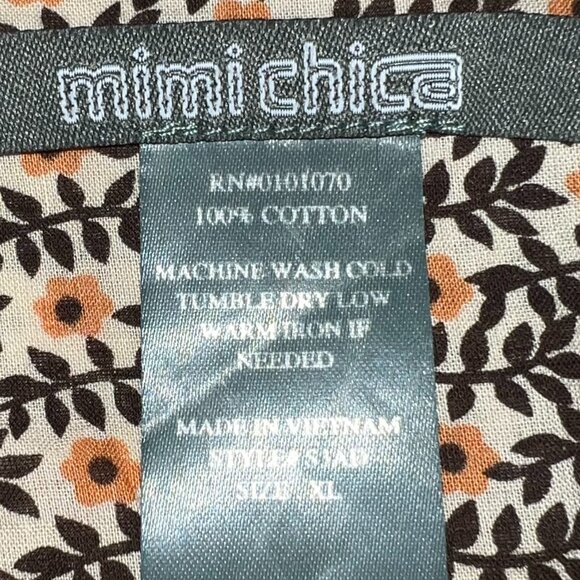 mimi chica
RN#0101070
100% COTTON
MACHINE WASH COLD
TUMBLE DRY LOW
WARM IRON IF
NEEDED
MADE IN VIETNAM
STYLE#
SIZE: XL